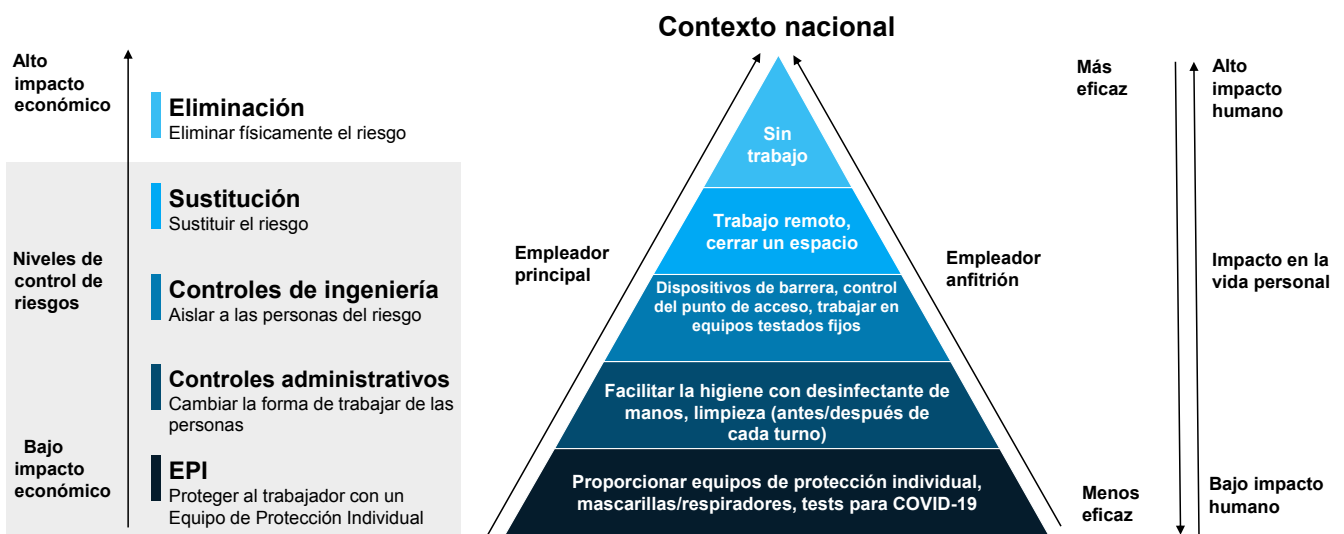 Contexto nacional
Alto
impacto
económico
Eliminación
Eliminar físicamente el riesgo
Sustitución
Sustituir el riesgo
Niveles de
control de
riesgos
Controles de ingeniería
Aislar a las personas del riesgo
Controles administrativos
Cambiar la forma de trabajar de las
personas
Bajo
impacto
económico
EPI
Proteger al trabajador con un
Equipo de Protección Individual
Empleador
principal
Sin
trabajo
Trabajo remoto,
cerrar un espacio
Dispositivos de barrera, control
del punto de acceso, trabajar en
equipos testados fijos
Facilitar la higiene con desinfectante de
manos, limpieza (antes/después de
cada turno)
Proporcionar equipos de protección individual,
mascarillas/respiradores, tests para COVID-19
Empleador
anfitrión
Más
eficaz
Menos
eficaz
Alto
impacto
humano
Impacto en la
vida personal
Bajo impacto
humano